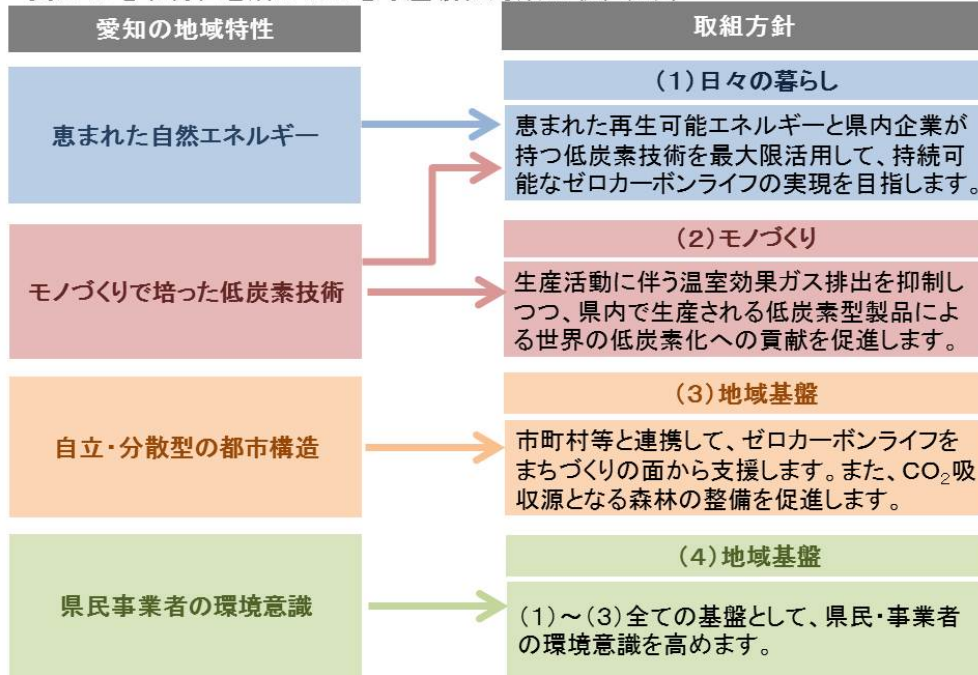 愛知の地域特性
取組方針
恵まれた自然エネルギー
(1)日々の暮らし
恵まれた再生可能エネルギーと県内企業が
持つ低炭素技術を最大限活用して、持続可
能なゼロカーボンライフの実現を目指します。
モノづくりで培った低炭素技術
(2)モノづくり
生産活動に伴う温室効果ガス排出を抑制し
つつ、県内で生産される低炭素型製品によ
る世界の低炭素化への貢献を促進します。
自立・分散型の都市構造
(3)地域基盤
市町村等と連携して、ゼロカーボンライフを
まちづくりの面から支援します。また、CO₂吸
収源となる森林の整備を促進します。
県民事業者の環境意識
(4)地域基盤
(1)~(3)全ての基盤として、県民・事業者
の環境意識を高めます。